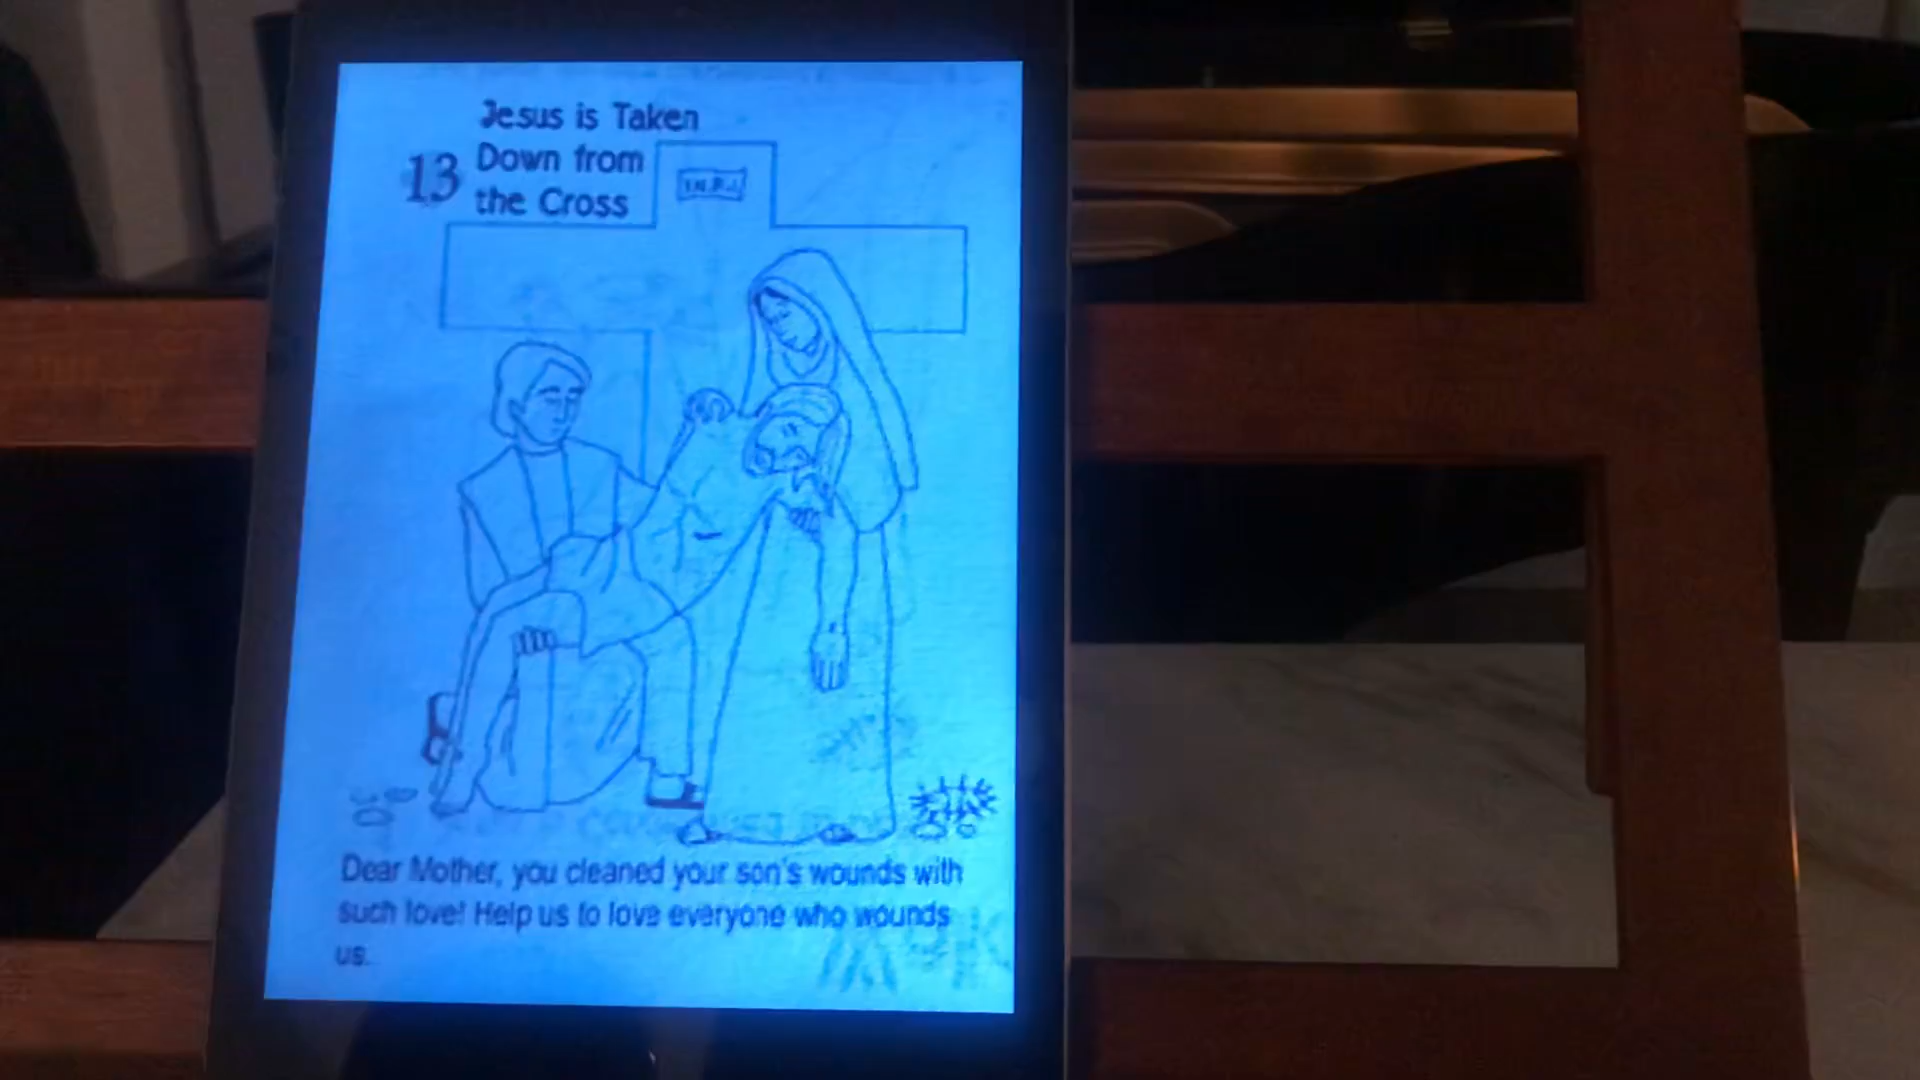 Jesus is Taken
13 Down from
the Cross
I.N.R.I.
Dear Mother, you cleaned your son's wounds with
such love! Help us to love everyone who wounds
us.